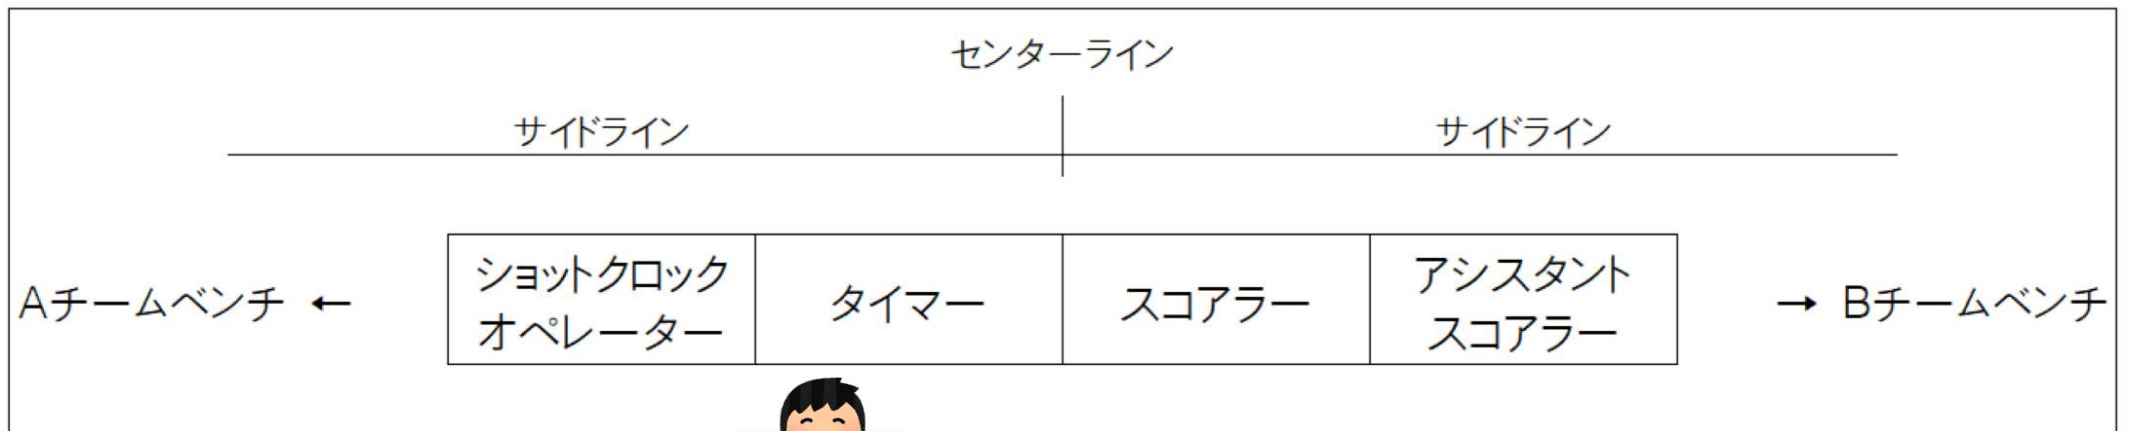 センターライン
サイドライン
サイドライン
Aチームベンチ ←
ショットクロック
オペレーター
タイマー
スコアラー
アシスタント
スコアラー
→ Bチームベンチ